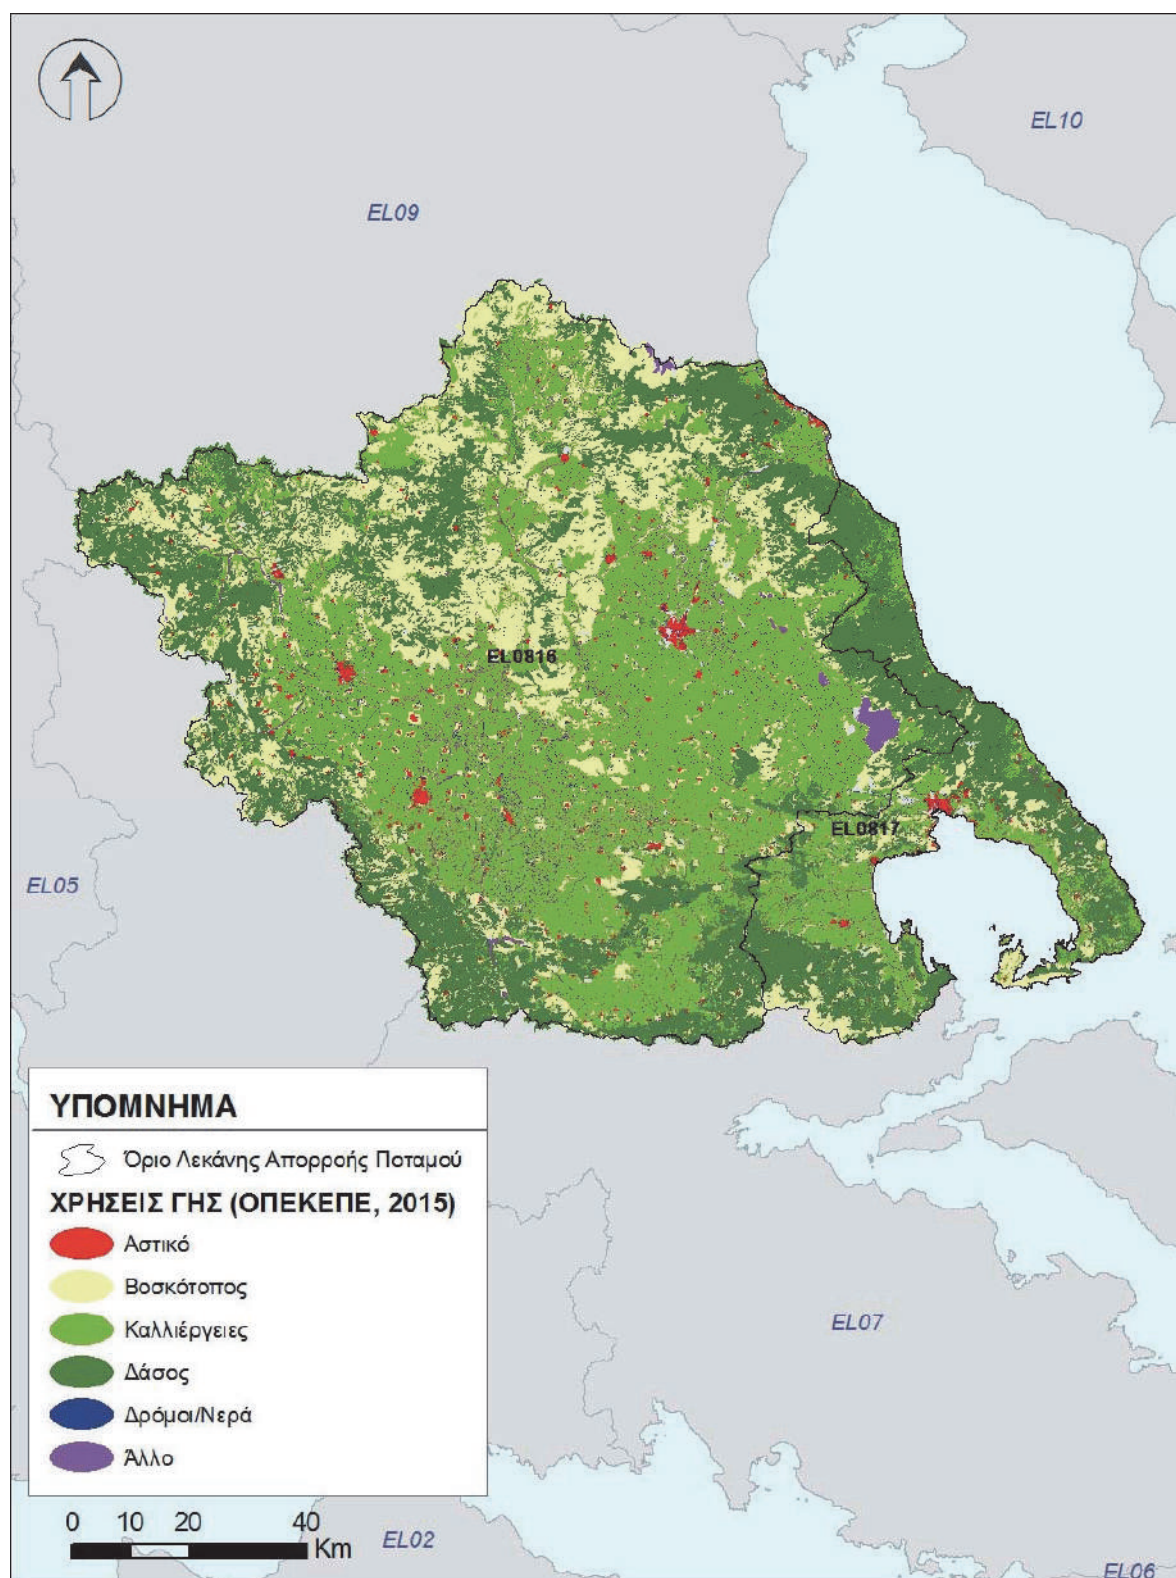 EL10
EL09
EL0816
EL0817
EL05
ΥΠΟΜΝΗΜΑ
Όριο Λεκάνης Απορροής Ποταμού
ΧΡΗΣΕΙΣ ΓΗΣ (ΟΠΕΚΕΠΕ, 2015)
Αστικό
Βοσκότοπος
Καλλιέργειες
Δάσος
Δρόμοι/Νερά
Άλλο
EL07
0 10 20 40
Km
EL02
EL06